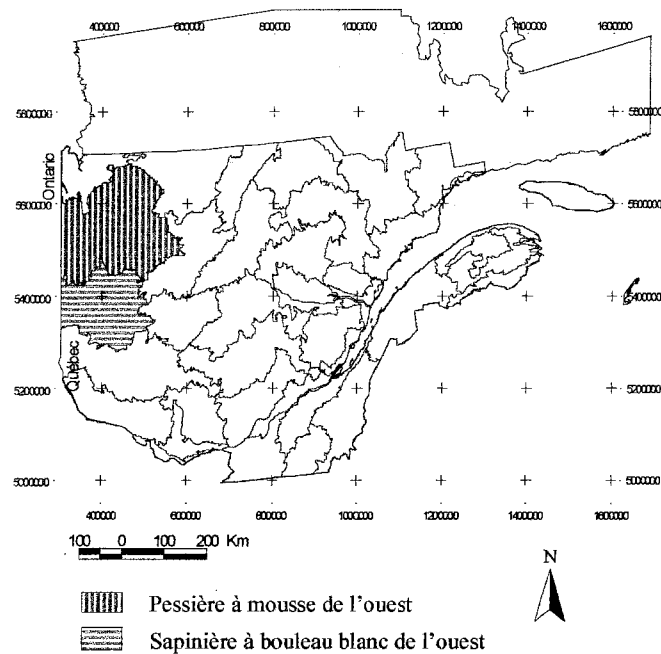 400000 600000 800000 1000000 1200000 1400000 1600000
5800000 5800000
Ontario
5600000 5600000
5400000 5400000
Québec
5200000 5200000
5000000 5000000
400000 600000 800000 1000000 1200000 1400000 1600000
100 0 100 200 Km
N
Pessière à mousse de l'ouest
Sapinière à bouleau blanc de l'ouest